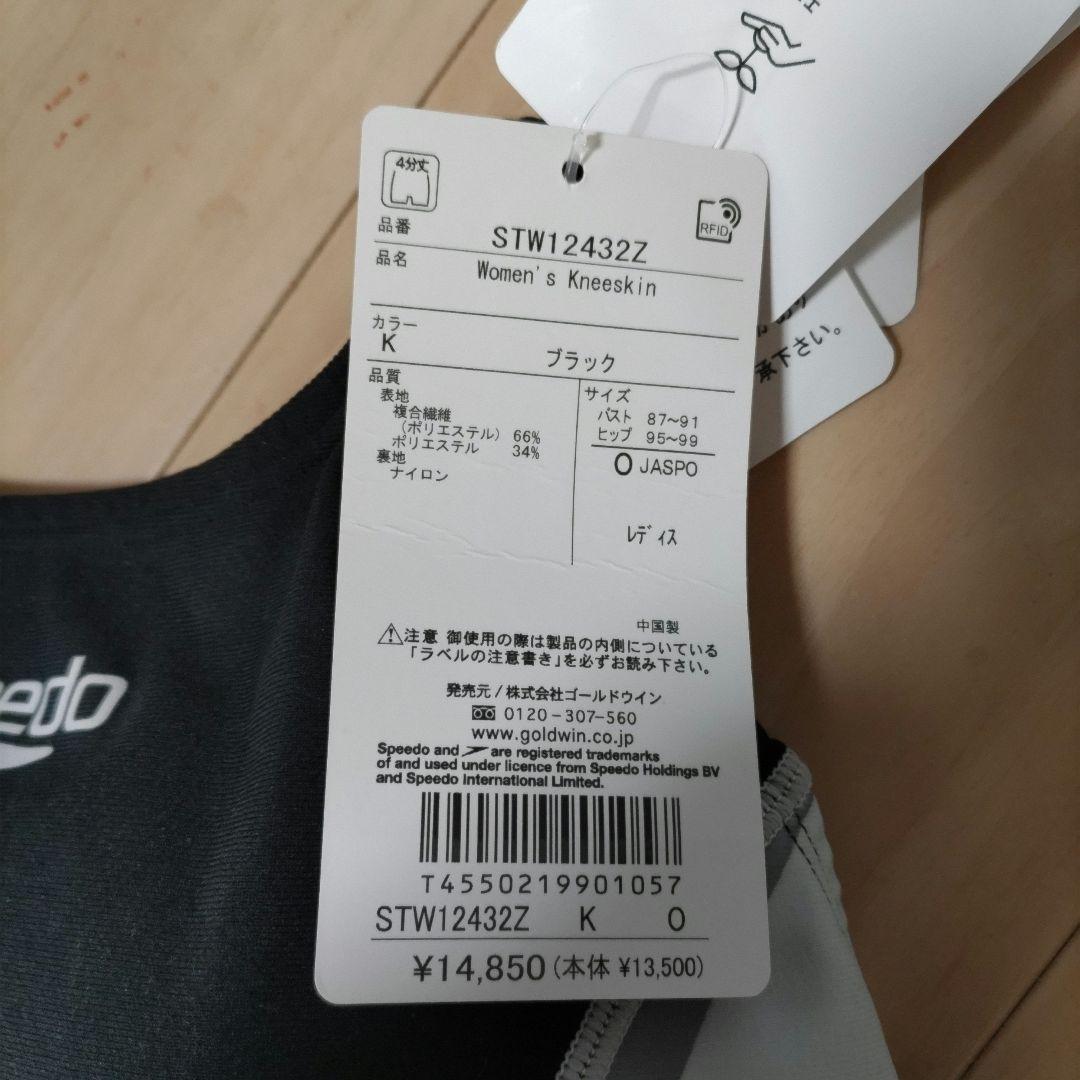 4分丈
RFID
品番
STW12432Z
品名
Women's Kneeskin
カラー
K
ブラック
品質
表地
複合繊維
（ポリエステル） 66%
ポリエステル 34%
裏地
ナイロン
サイズ
バスト 87〜91
ヒップ 95〜99
O JASPO
レディス
中国製
⚠注意 御使用の際は製品の内側についている
「ラベルの注意書き」を必ずお読み下さい。
発売元/株式会社ゴールドウイン
0120-307-560
www.goldwin.co.jp
Speedo and are registered trademarks
of and used under licence from Speedo Holdings BV
and Speedo International Limited.
T4550219901057
STW12432Z K O
¥14,850(本体 ¥13,500)
承下さい。
eedo